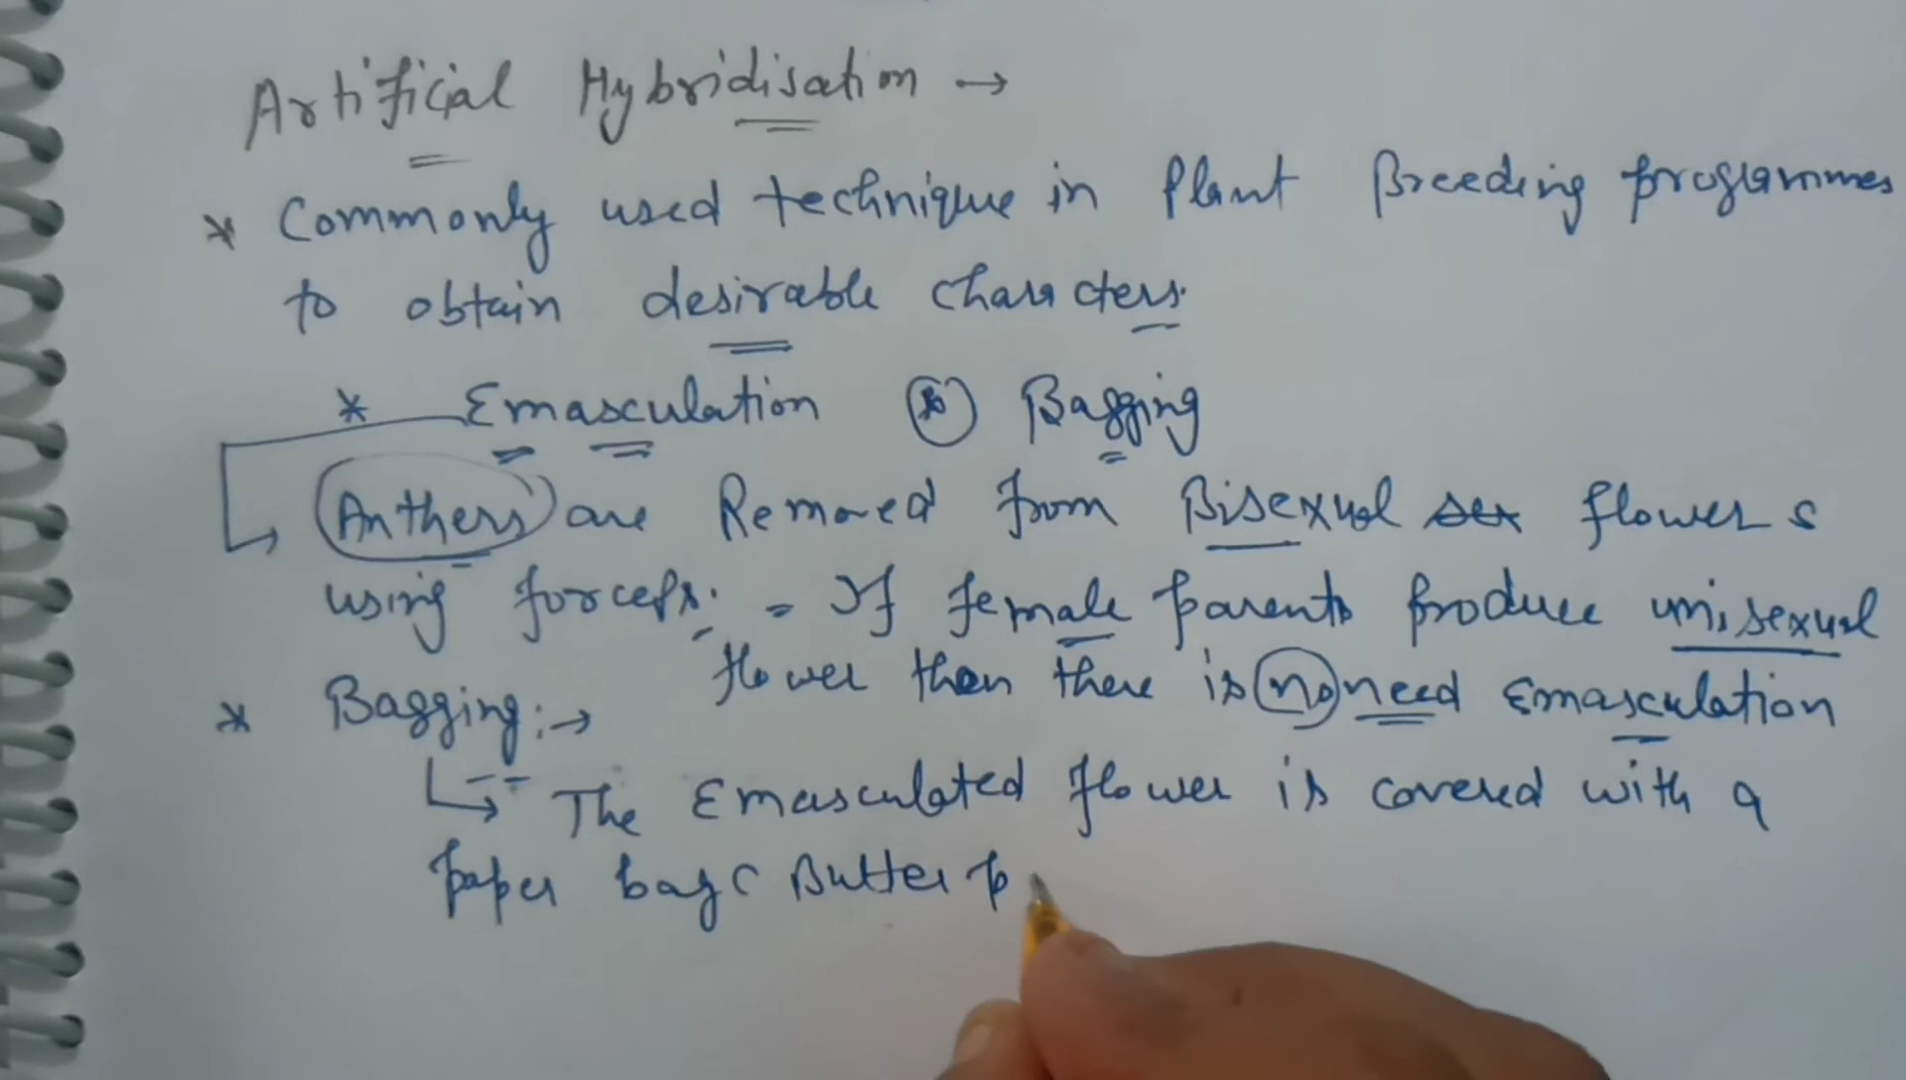 Artificial Hybridisation →
* Commonly used technique in Plant Breeding programmes
to obtain desirable characters.
* Emasculation & Bagging
Anthers are Removed from Bisexual sex flowers
using forceps. = If female parents produce unisexual
flower then there is no need Emasculation
* Bagging :→
The Emasculated flower is covered with a
paper bag ( Butter p